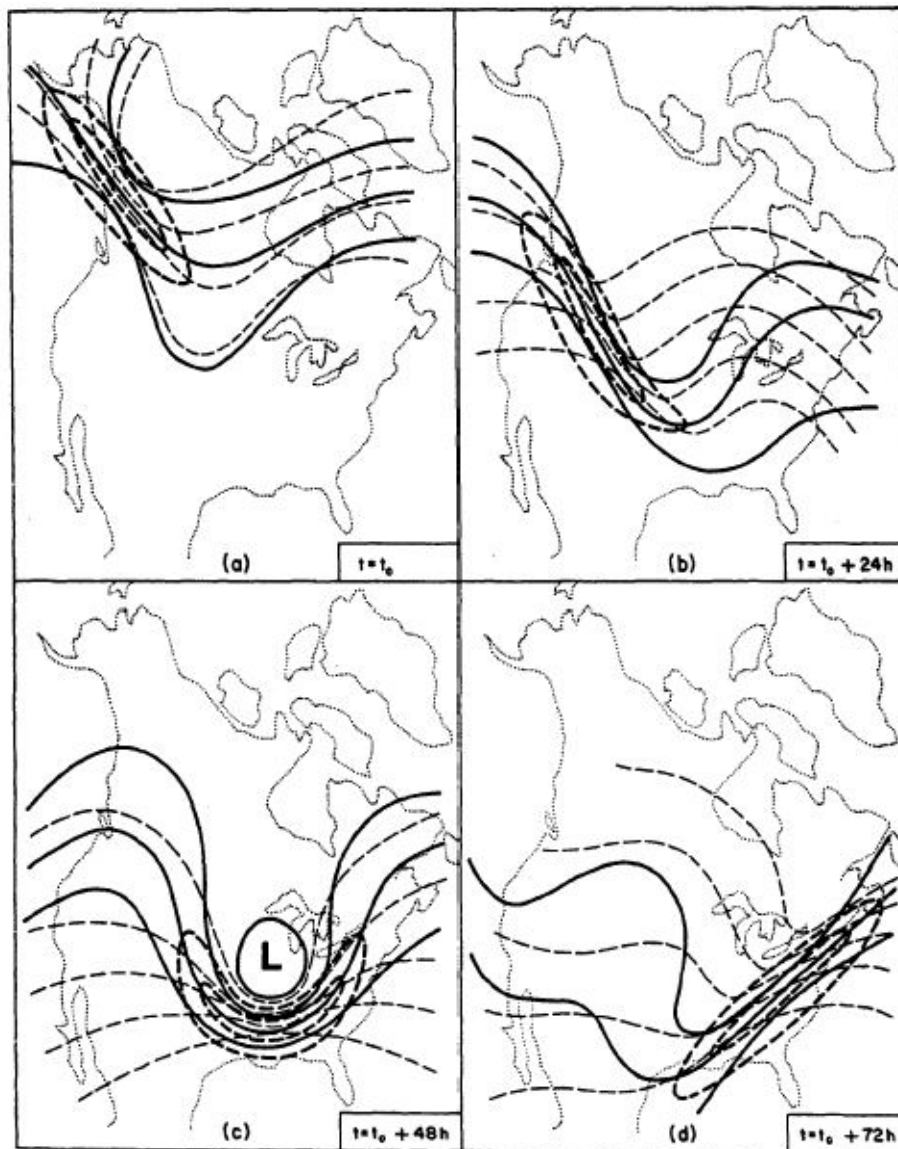 (a)
t=t₀
(b)
t=t₀ + 24h
L
(c)
t=t₀ + 48h
(d)
t=t₀ + 72h